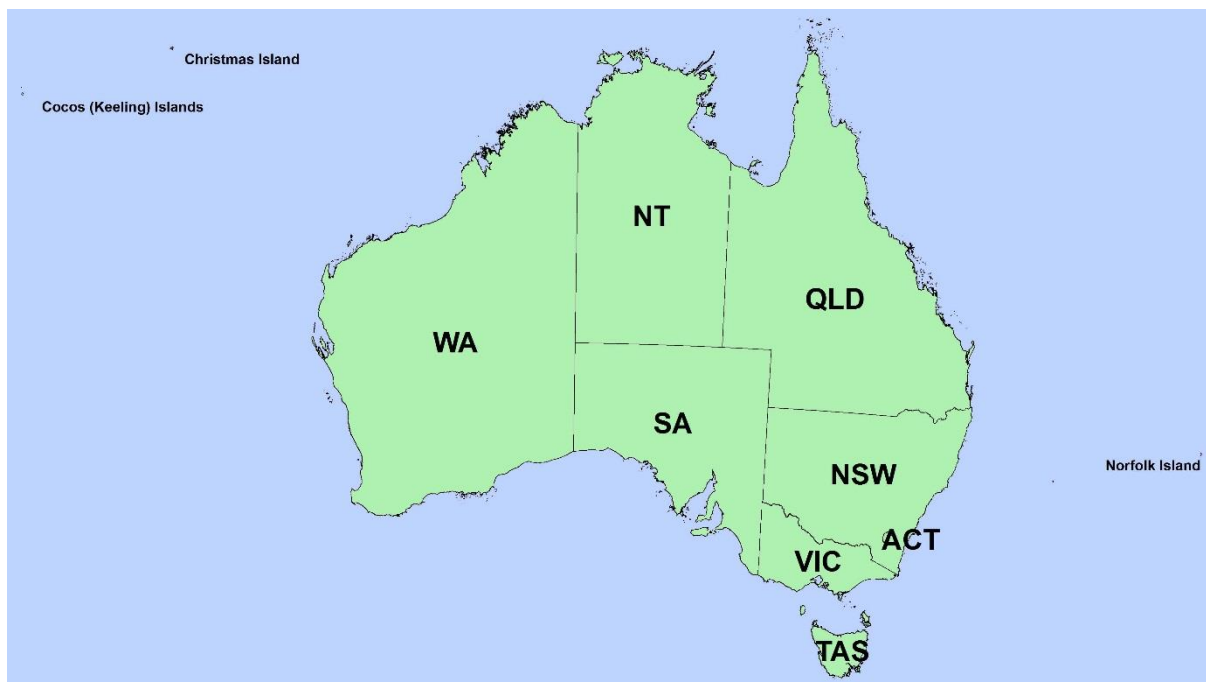 Christmas Island
Cocos (Keeling) Islands
NT
QLD
WA
SA
Norfolk Island
NSW
ACT
VIC
TAS